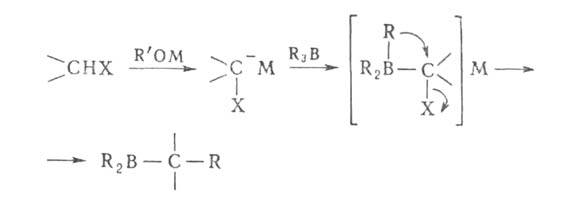 R′OM R₃B R
>CHX → >C⁻ M → [R₂B—C<] M →
X X
→ R₂B—C—R